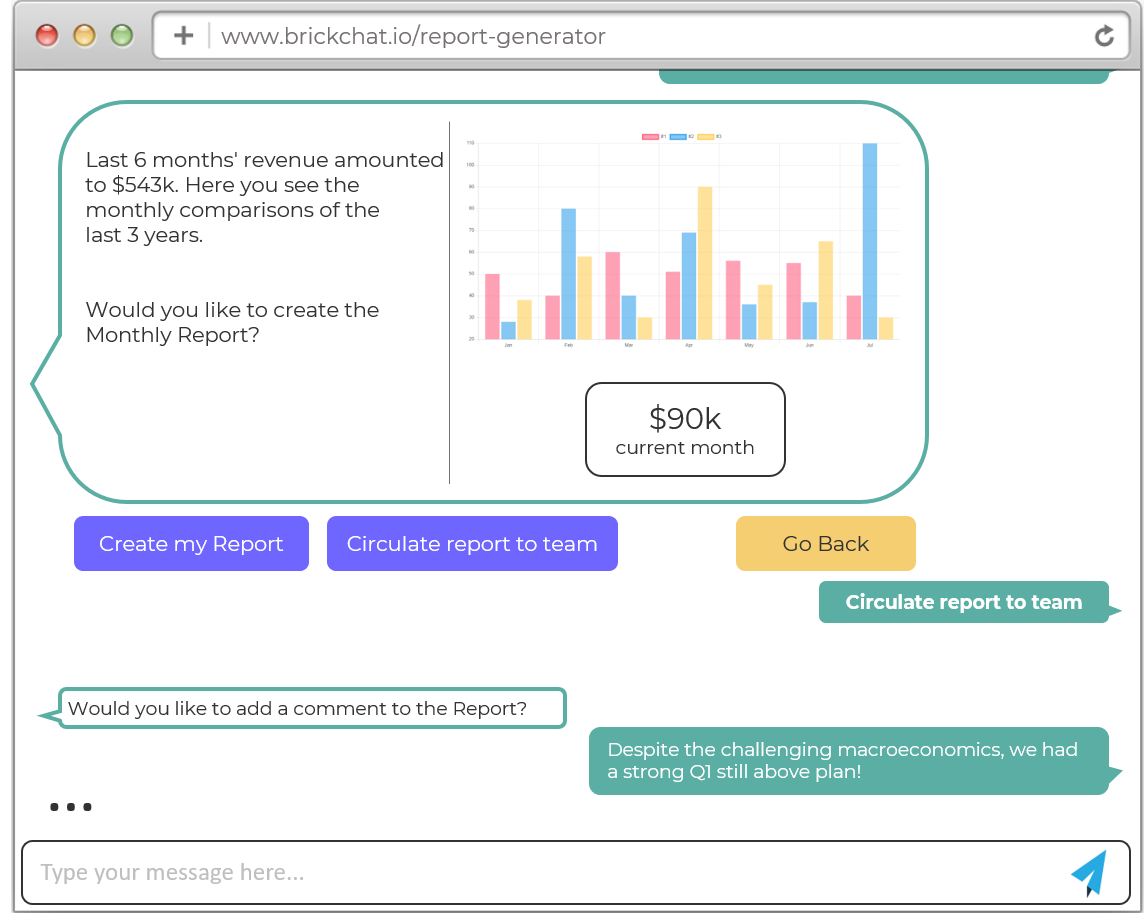 www.brickchat.io/report-generator
Last 6 months' revenue amounted
to $543k. Here you see the
monthly comparisons of the
last 3 years.
Would you like to create the
Monthly Report?
#1 #2 #3
110
100
90
80
70
60
50
40
30
20
Jan Feb Mar Apr May Jun Jul
$90k
current month
Create my Report
Circulate report to team
Go Back
Circulate report to team
Would you like to add a comment to the Report?
Despite the challenging macroeconomics, we had
a strong Q1 still above plan!
Type your message here...